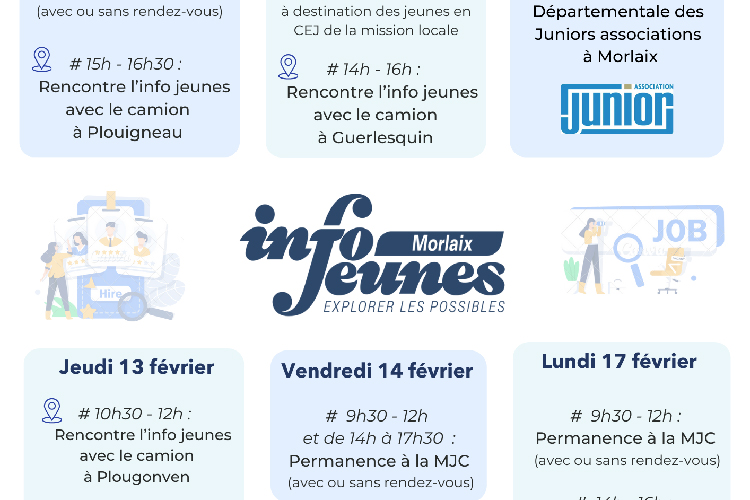 (avec ou sans rendez-vous)
# 15h - 16h30 :
Rencontre l'info jeunes
avec le camion
à Plouigneau
à destination des jeunes en
CEJ de la mission locale
# 14h - 16h :
Rencontre l'info jeunes
avec le camion
à Guerlesquin
Départementale des
Juniors associations
à Morlaix
ASSOCIATION
junior
Hire
info
Morlaix
Jeunes
EXPLORER LES POSSIBLES
JOB
Jeudi 13 février
# 10h30 - 12h :
Rencontre l'info jeunes
avec le camion
à Plougonven
Vendredi 14 février
# 9h30 - 12h
et de 14h à 17h30 :
Permanence à la MJC
(avec ou sans rendez-vous)
Lundi 17 février
# 9h30 - 12h :
Permanence à la MJC
(avec ou sans rendez-vous)